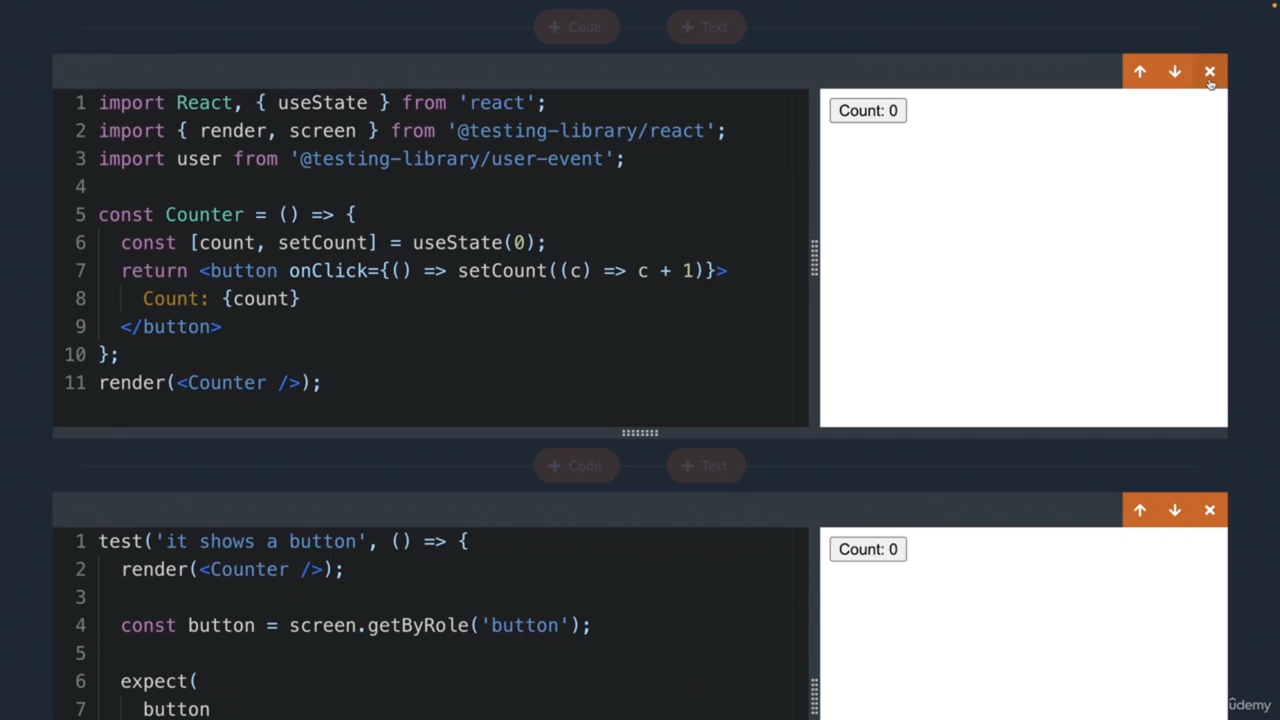 Code
Text
1 import React, { useState } from 'react';
2 import { render, screen } from '@testing-library/react';
3 import user from '@testing-library/user-event';
4
5 const Counter = () => {
6 const [count, setCount] = useState(0);
7 return <button onClick={() => setCount((c) => c + 1)}>
8 Count: {count}
9 </button>
10 };
11 render(<Counter />);
Count: 0
Code
Text
1 test('it shows a button', () => {
2 render(<Counter />);
3
4 const button = screen.getByRole('button');
5
6 expect(
7 button
Count: 0
ûdemy